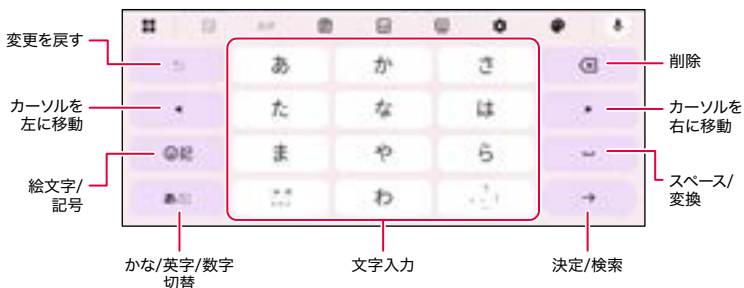 変更を戻す
カーソルを
左に移動
絵文字/
記号
あ か さ
た な は
記 ま や ら
あ わ
削除
カーソルを
右に移動
スペース/
変換
かな/英字/数字
切替
文字入力
決定/検索